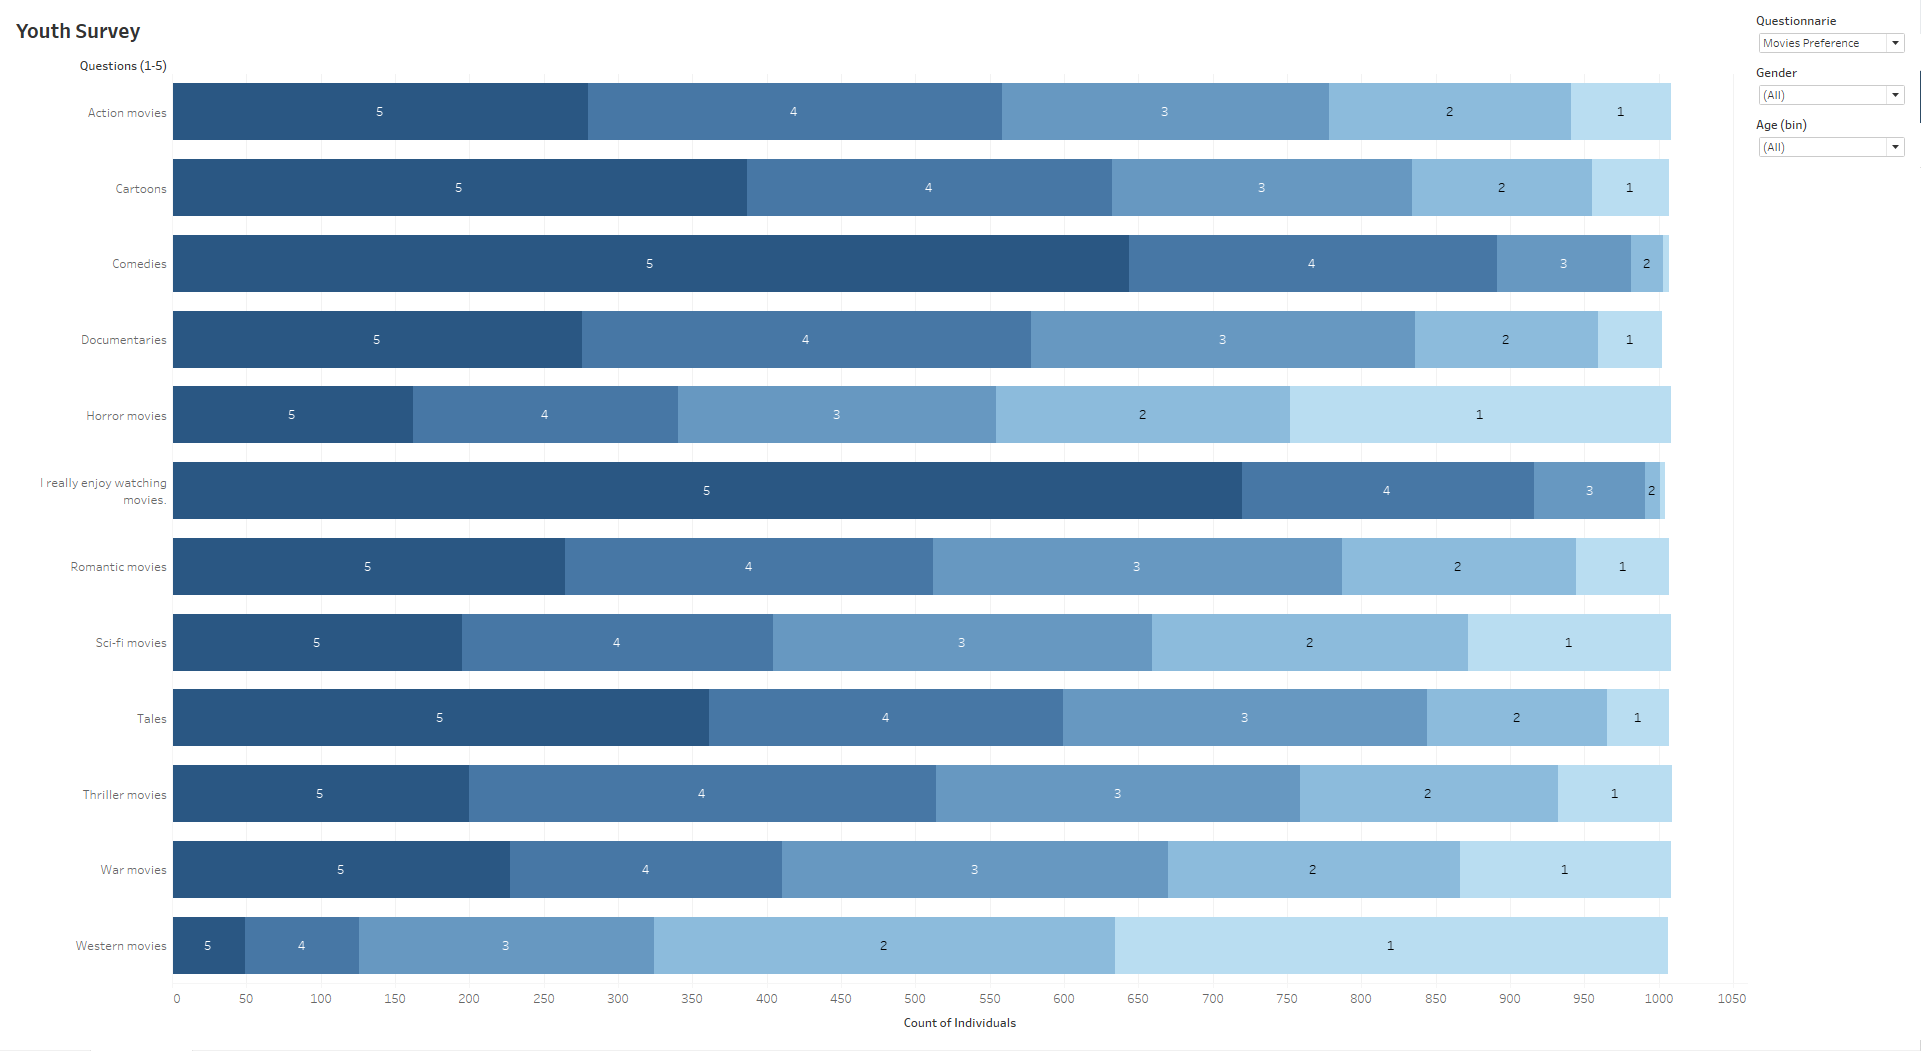 Youth Survey
Questions (1-5)
Action movies 5 4 3 2 1
Cartoons 5 4 3 2 1
Comedies 5 4 3 2
Documentaries 5 4 3 2 1
Horror movies 5 4 3 2 1
I really enjoy watching
movies. 5 4 3 2
Romantic movies 5 4 3 2 1
Sci-fi movies 5 4 3 2 1
Tales 5 4 3 2 1
Thriller movies 5 4 3 2 1
War movies 5 4 3 2 1
Western movies 5 4 3 2 1
0 50 100 150 200 250 300 350 400 450 500 550 600 650 700 750 800 850 900 950 1000 1050
Count of Individuals
Questionnarie
Movies Preference
Gender
(All)
Age (bin)
(All)